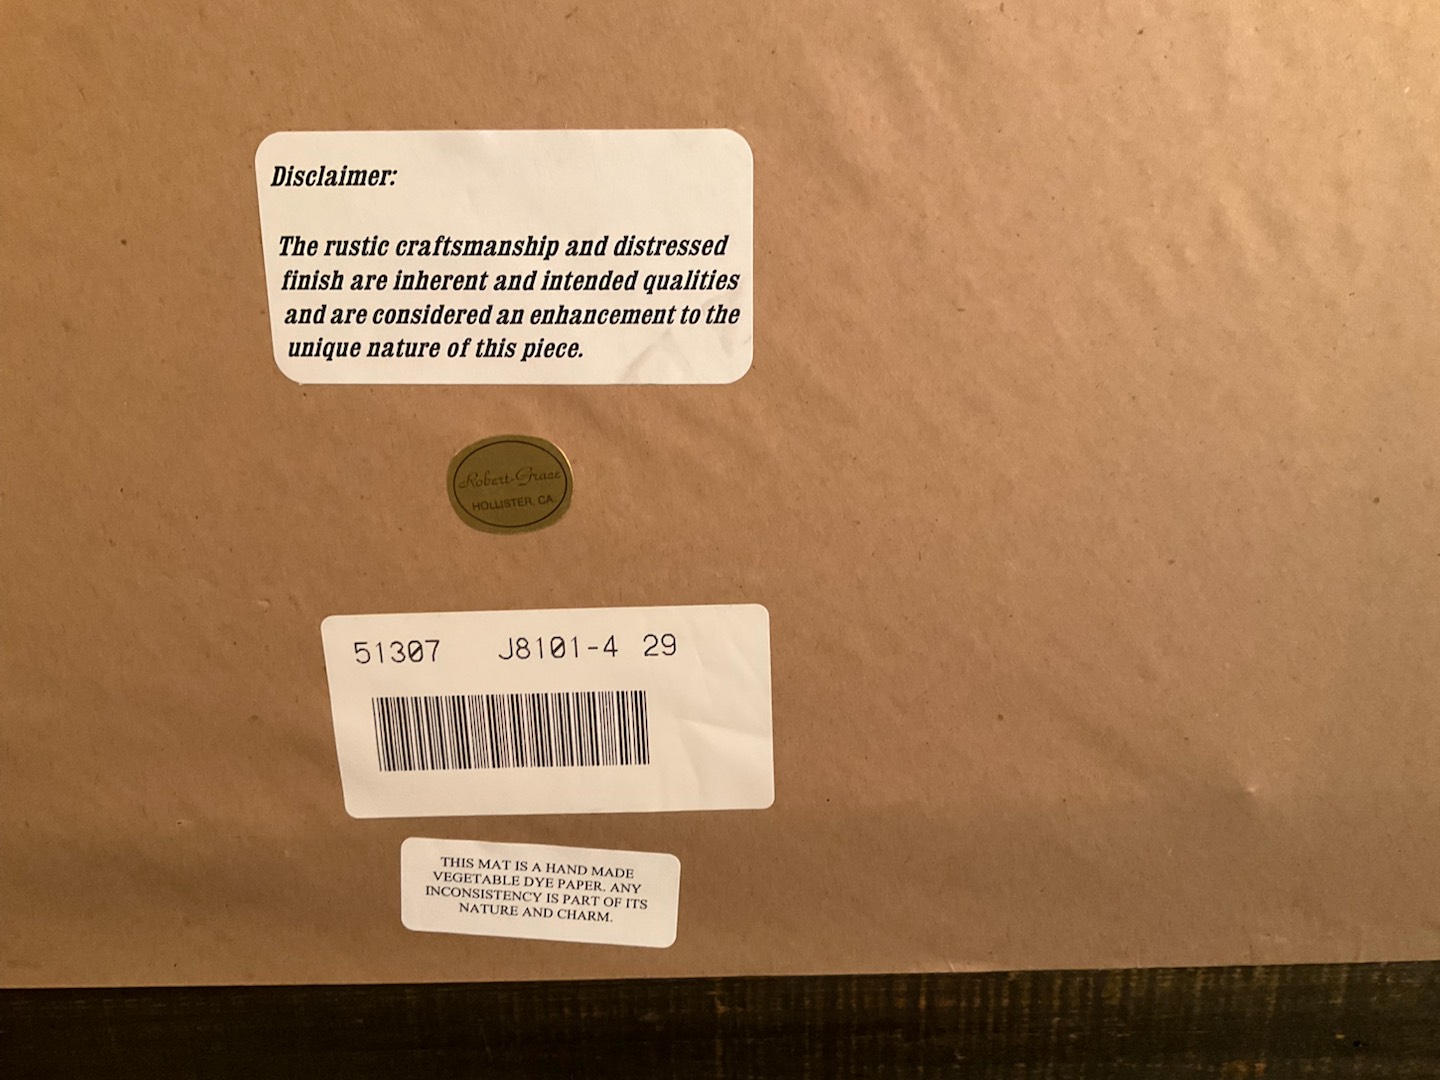 Disclaimer:
The rustic craftsmanship and distressed
finish are inherent and intended qualities
and are considered an enhancement to the
unique nature of this piece.
Robert Grace
HOLLISTER, CA.
51307 J8101-4 29
THIS MAT IS A HAND MADE
VEGETABLE DYE PAPER. ANY
INCONSISTENCY IS PART OF ITS
NATURE AND CHARM.